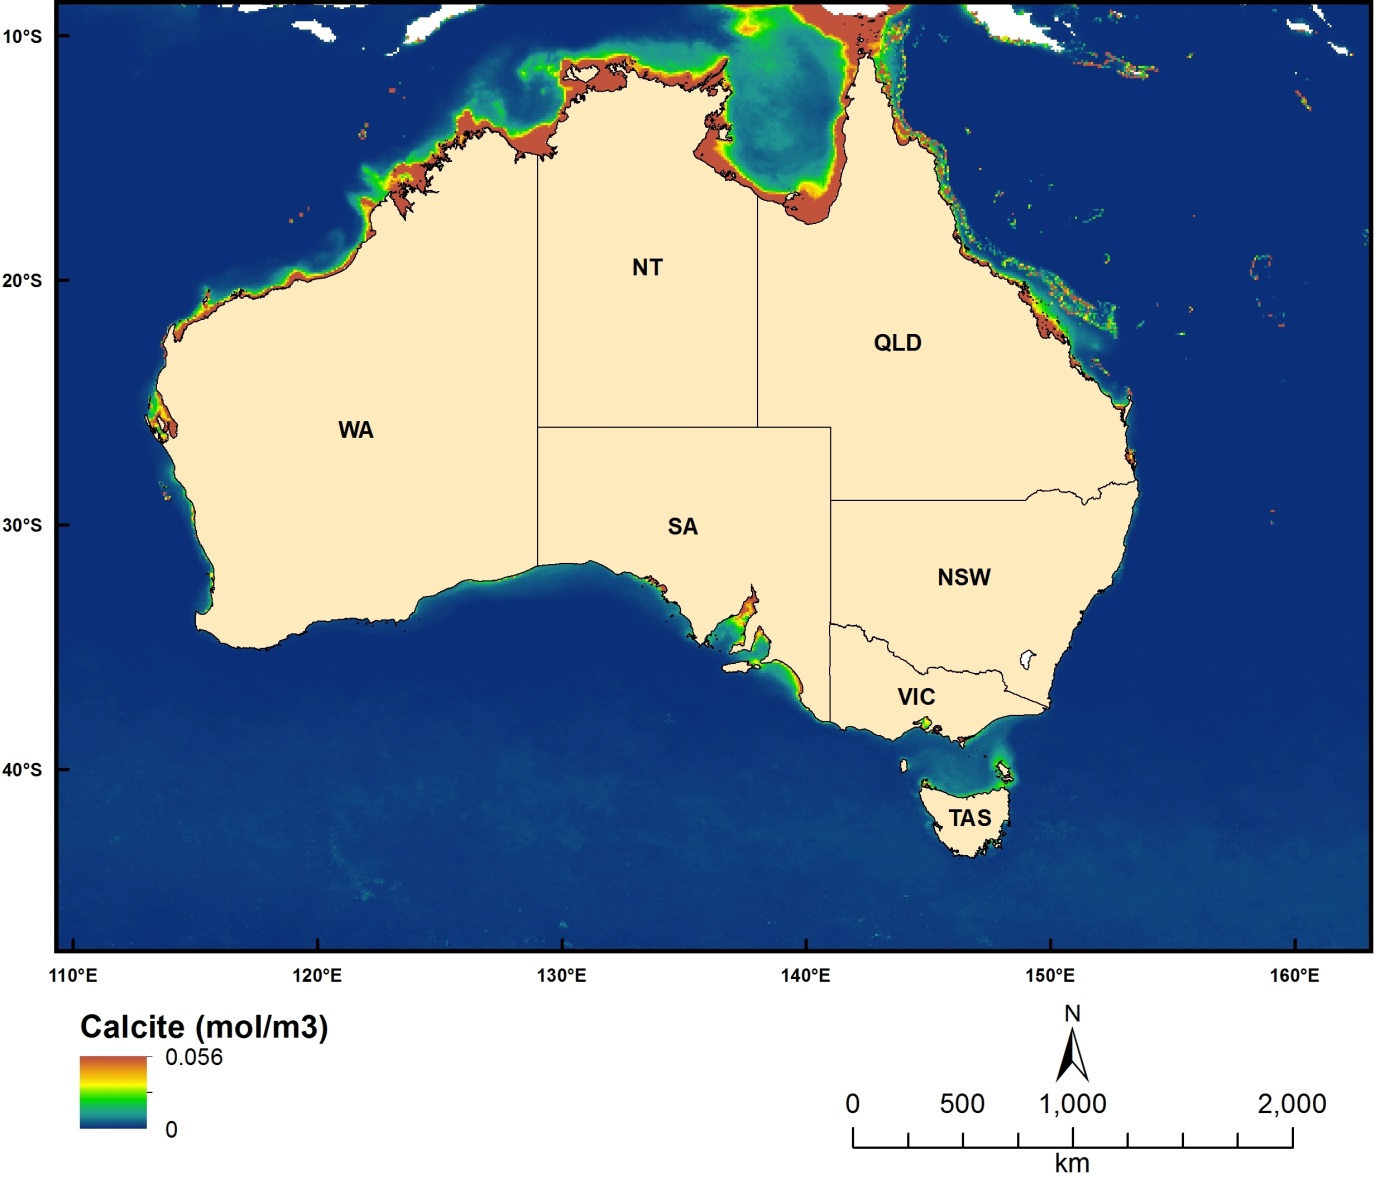 10°S
NT
20°S
QLD
WA
30°S
SA
NSW
VIC
40°S
TAS
110°E 120°E 130°E 140°E 150°E 160°E
Calcite (mol/m3)
0.056
0
N
0 500 1,000 2,000
km